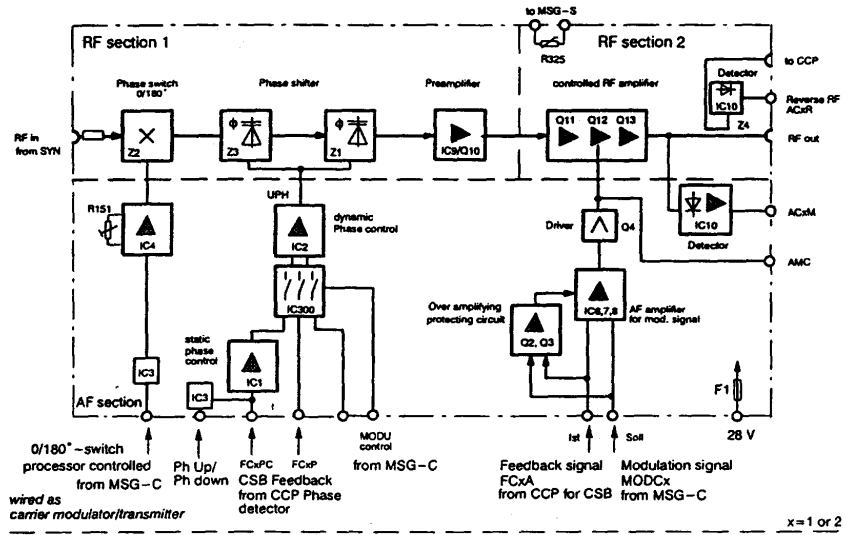 to MSG-S
R325
RF section 1
RF section 2
to CCP
Phase switch
0/180°
Phase shifter
Preamplifier
controlled RF amplifier
Detector
IC10
Z4
Reverse RF
ACxR
RF in
from SYN
Z2
Z3
Z1
IC9/Q10
Q11 Q12 Q13
RF out
R151
IC4
UPH
IC2
dynamic
Phase control
IC300
Driver
Q4
IC10
Detector
ACxM
AMC
Over amplifying
protecting circuit
Q2, Q3
IC6,7,8
AF amplifier
for mod. signal
static
phase
control
IC1
IC3
IC3
AF section
F1
28 V
0/180°-switch
processor controlled
from MSG-C
Ph Up/
Ph down
FCxPC
FCxP
CSB Feedback
from CCP Phase
detector
MODU
control
from MSG-C
Ist
Soll
Feedback signal
FCxA
from CCP for CSB
Modulation signal
MODCx
from MSG-C
wired as
carrier modulator/transmitter
x=1 or 2